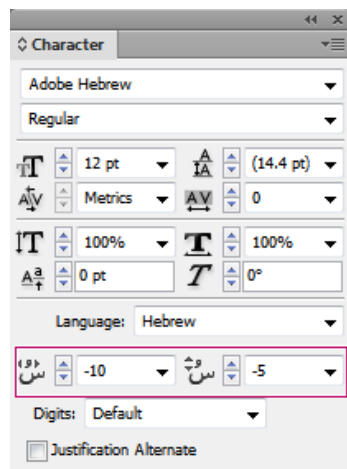 Character
Adobe Hebrew
Regular
12 pt (14.4 pt)
Metrics 0
100% 100%
0 pt 0°
Language: Hebrew
-10 -5
Digits: Default
Justification Alternate